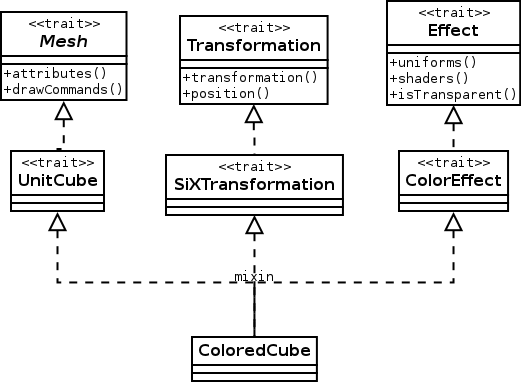 <<trait>>
Mesh
+attributes()
+drawCommands()
<<trait>>
Transformation
+transformation()
+position()
<<trait>>
Effect
+uniforms()
+shaders()
+isTransparent()
<<trait>>
UnitCube
<<trait>>
SiXTransformation
<<trait>>
ColorEffect
mixin
ColoredCube